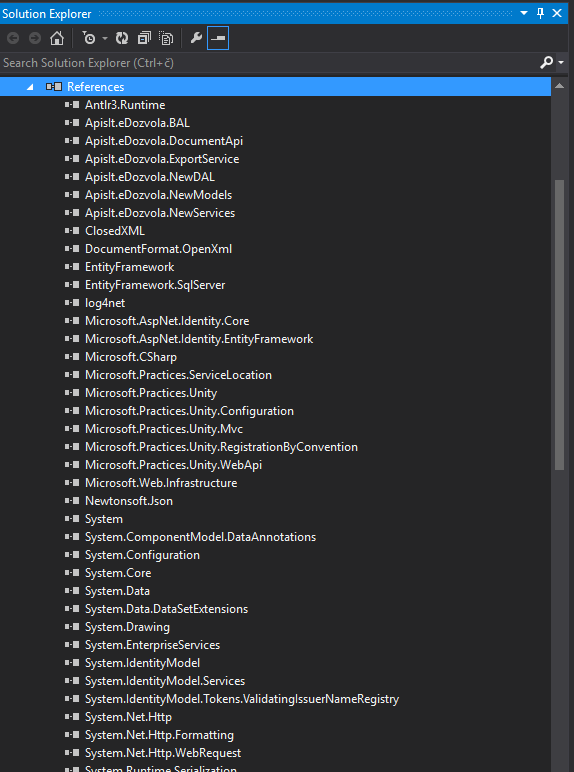 Solution Explorer
Search Solution Explorer (Ctrl+č)
References
Antlr3.Runtime
ApisIt.eDozvola.BAL
ApisIt.eDozvola.DocumentApi
ApisIt.eDozvola.ExportService
ApisIt.eDozvola.NewDAL
ApisIt.eDozvola.NewModels
ApisIt.eDozvola.NewServices
ClosedXML
DocumentFormat.OpenXml
EntityFramework
EntityFramework.SqlServer
log4net
Microsoft.AspNet.Identity.Core
Microsoft.AspNet.Identity.EntityFramework
Microsoft.CSharp
Microsoft.Practices.ServiceLocation
Microsoft.Practices.Unity
Microsoft.Practices.Unity.Configuration
Microsoft.Practices.Unity.Mvc
Microsoft.Practices.Unity.RegistrationByConvention
Microsoft.Practices.Unity.WebApi
Microsoft.Web.Infrastructure
Newtonsoft.Json
System
System.ComponentModel.DataAnnotations
System.Configuration
System.Core
System.Data
System.Data.DataSetExtensions
System.Drawing
System.EnterpriseServices
System.IdentityModel
System.IdentityModel.Services
System.IdentityModel.Tokens.ValidatingIssuerNameRegistry
System.Net.Http
System.Net.Http.Formatting
System.Net.Http.WebRequest
System.Runtime.Serialization